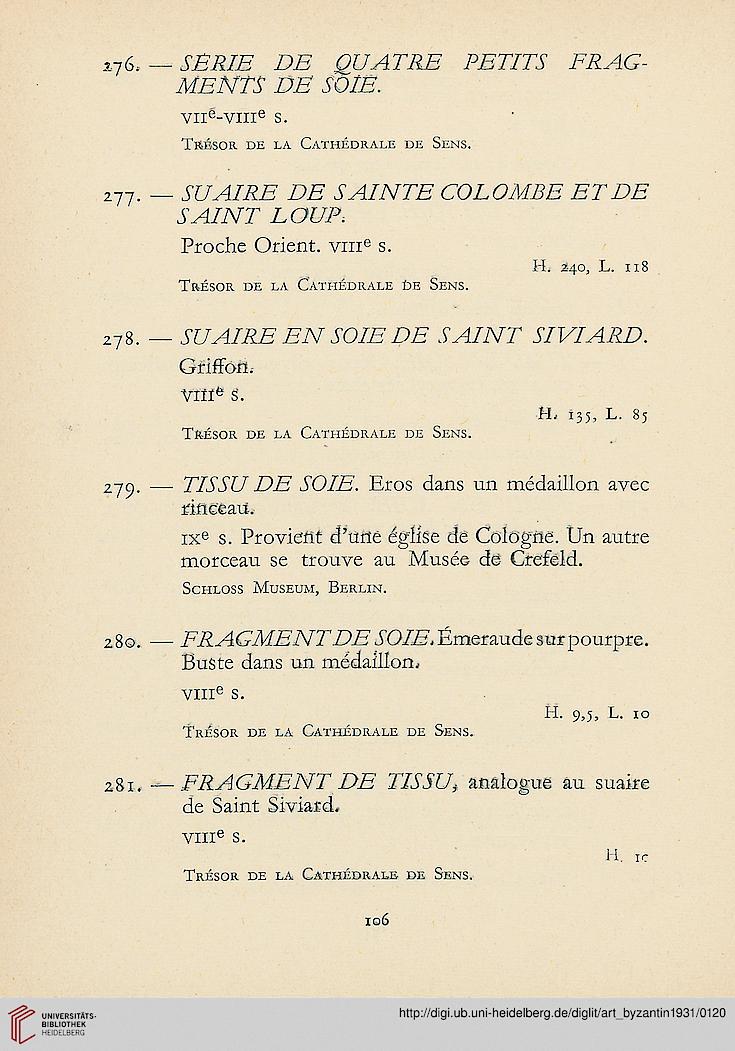 276. — SÉRIE DE QUATRE PETITS FRAG-
MENTS DE SOIE.
VIIe-VIIIe s.
Trésor de la Cathédrale de Sens.
277. — SUAIRE DE SAINTE COLOMBE ET DE
SAINT LOUP.
Proche Orient. VIIIe s.
H. 240, L. 118
Trésor de la Cathédrale de Sens.
278. — SUAIRE EN SOIE DE SAINT SIVIARD.
Griffon.
VIIIe s.
H. 135, L. 85
Trésor de la Cathédrale de Sens.
279. — TISSU DE SOIE. Eros dans un médaillon avec
rinceau.
IXe s. Provient d'une église de Cologne. Un autre
morceau se trouve au Musée de Crefeld.
Schloss Museum, Berlin.
280. — FRAGMENT DE SOIE. Émeraude sur pourpre.
Buste dans un médaillon.
VIIIe s.
H. 9,5, L. 10
Trésor de la Cathédrale de Sens.
281. — FRAGMENT DE TISSU, analogue au suaire
de Saint Siviard.
VIIIe s.
H.
Trésor de la Cathédrale de Sens.
106
UNIVERSITÄTS-
BIBLIOTHEK
HEIDELBERG
http://digi.ub.uni-heidelberg.de/diglit/art_byzantin1931/0120